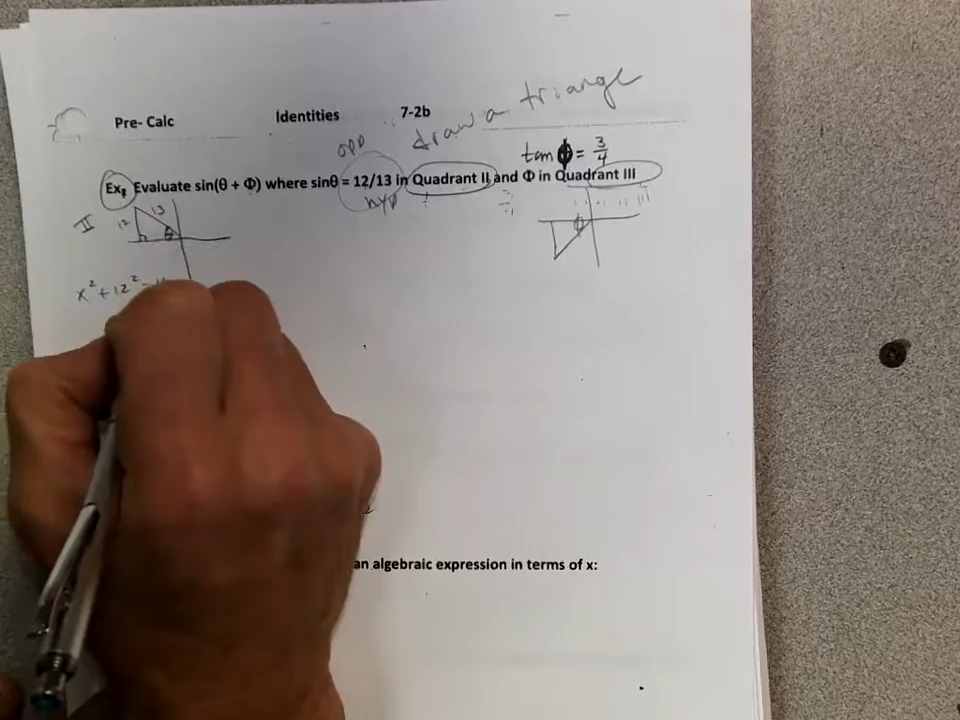 draw a triangle
Pre- Calc Identities 7-2b
opp
tan Φ = 3/4
Ex, Evaluate sin(θ + Φ) where sinθ = 12/13 in Quadrant II and Φ in Quadrant III
hyp
II 12 13 θ
Φ
x² + 12²
an algebraic expression in terms of x: